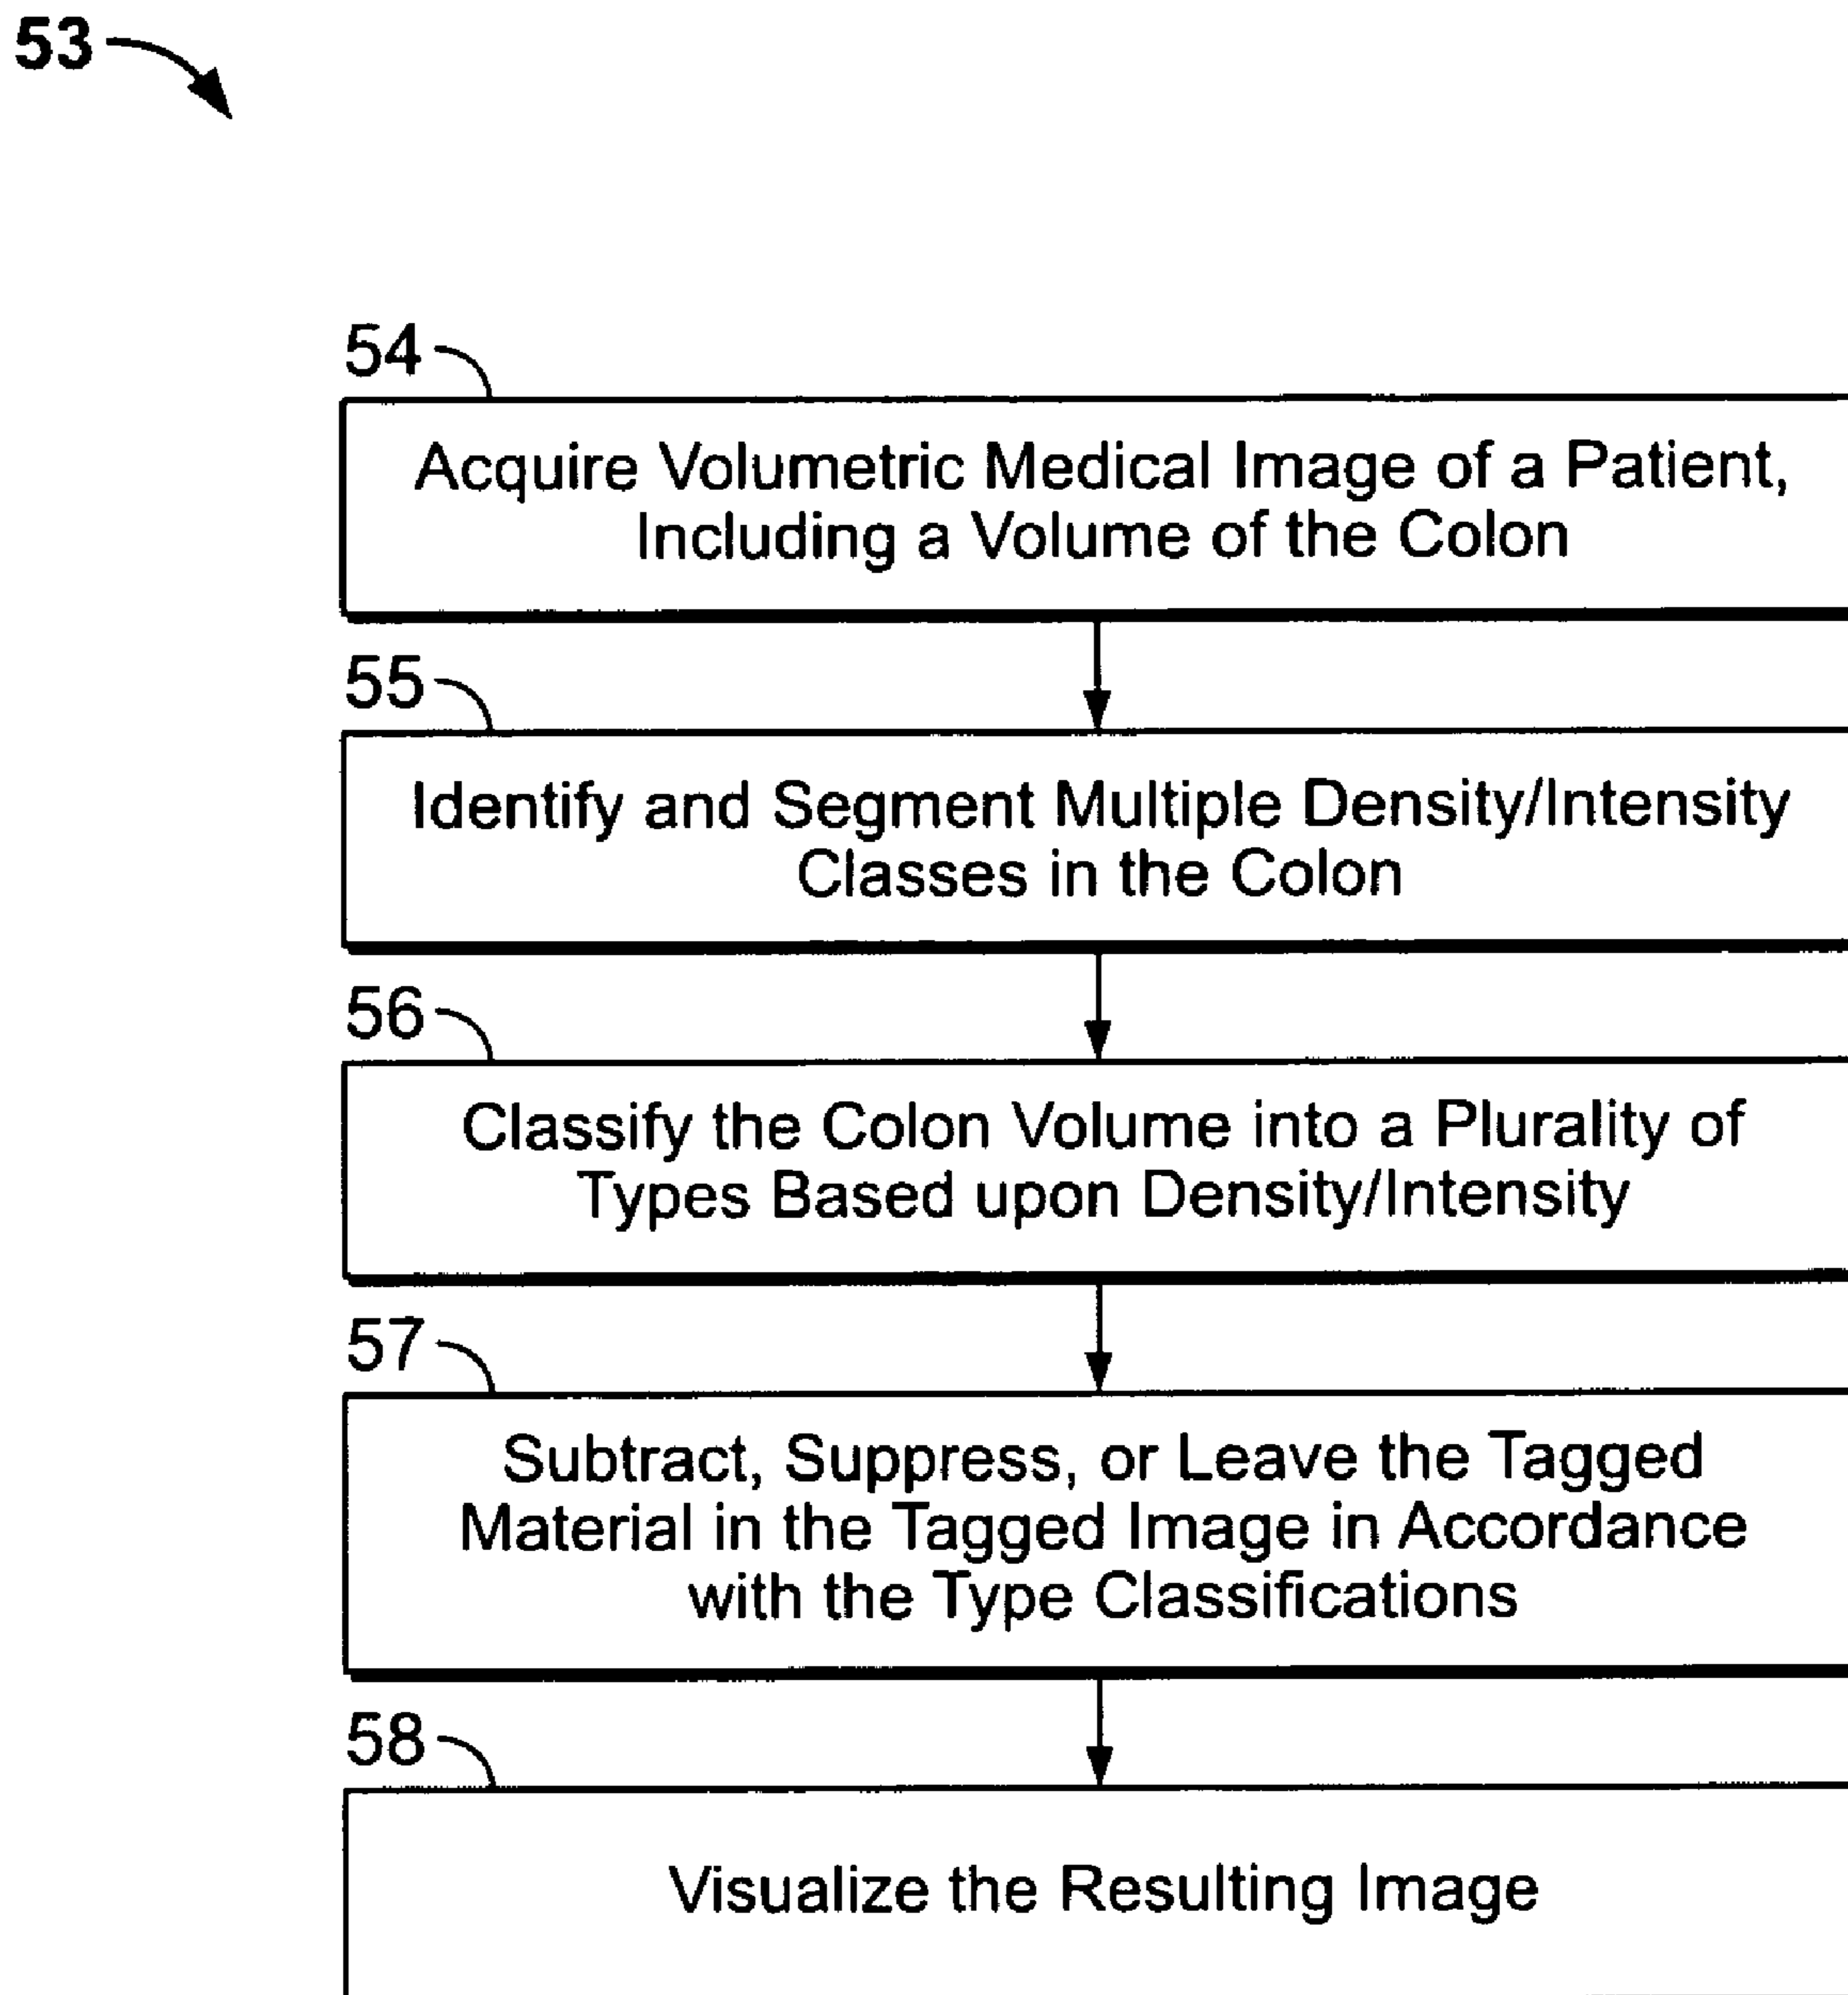 53
54
Acquire Volumetric Medical Image of a Patient,
Including a Volume of the Colon
55
Identify and Segment Multiple Density/Intensity
Classes in the Colon
56
Classify the Colon Volume into a Plurality of
Types Based upon Density/Intensity
57
Subtract, Suppress, or Leave the Tagged
Material in the Tagged Image in Accordance
with the Type Classifications
58
Visualize the Resulting Image